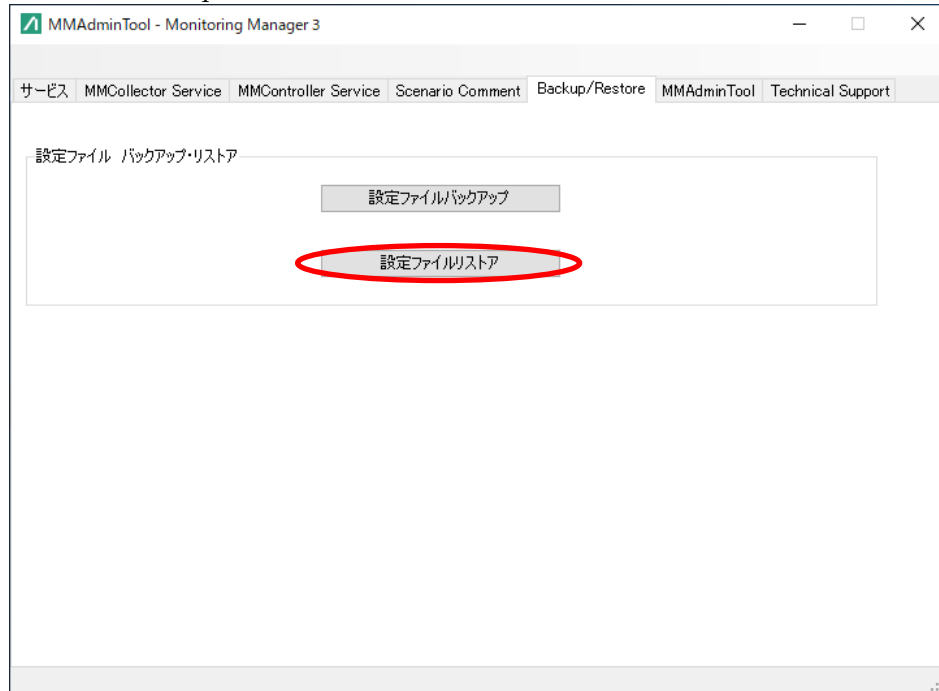 MMAdminTool - Monitoring Manager 3
サービス MMCollector Service MMController Service Scenario Comment Backup/Restore MMAdminTool Technical Support
設定ファイル バックアップ・リストア
設定ファイルバックアップ
設定ファイルリストア